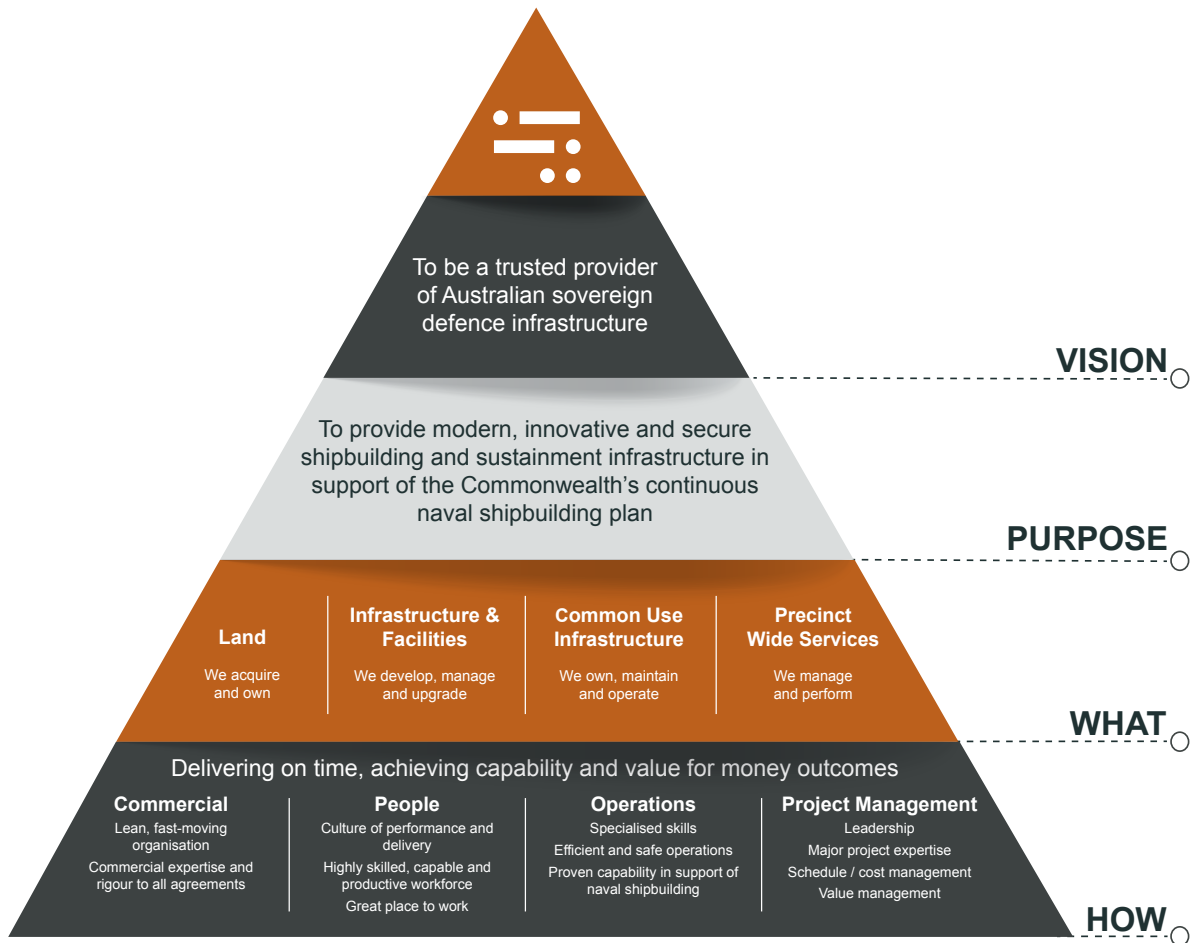 To be a trusted provider
of Australian sovereign
defence infrastructure
VISION
To provide modern, innovative and secure
shipbuilding and sustainment infrastructure in
support of the Commonwealth's continuous
naval shipbuilding plan
PURPOSE
Land
We acquire
and own
Infrastructure &
Facilities
We develop, manage
and upgrade
Common Use
Infrastructure
We own, maintain
and operate
Precinct
Wide Services
We manage
and perform
WHAT
Delivering on time, achieving capability and value for money outcomes
Commercial
Lean, fast-moving
organisation
Commercial expertise and
rigour to all agreements
People
Culture of performance and
delivery
Highly skilled, capable and
productive workforce
Great place to work
Operations
Specialised skills
Efficient and safe operations
Proven capability in support of
naval shipbuilding
Project Management
Leadership
Major project expertise
Schedule / cost management
Value management
HOW